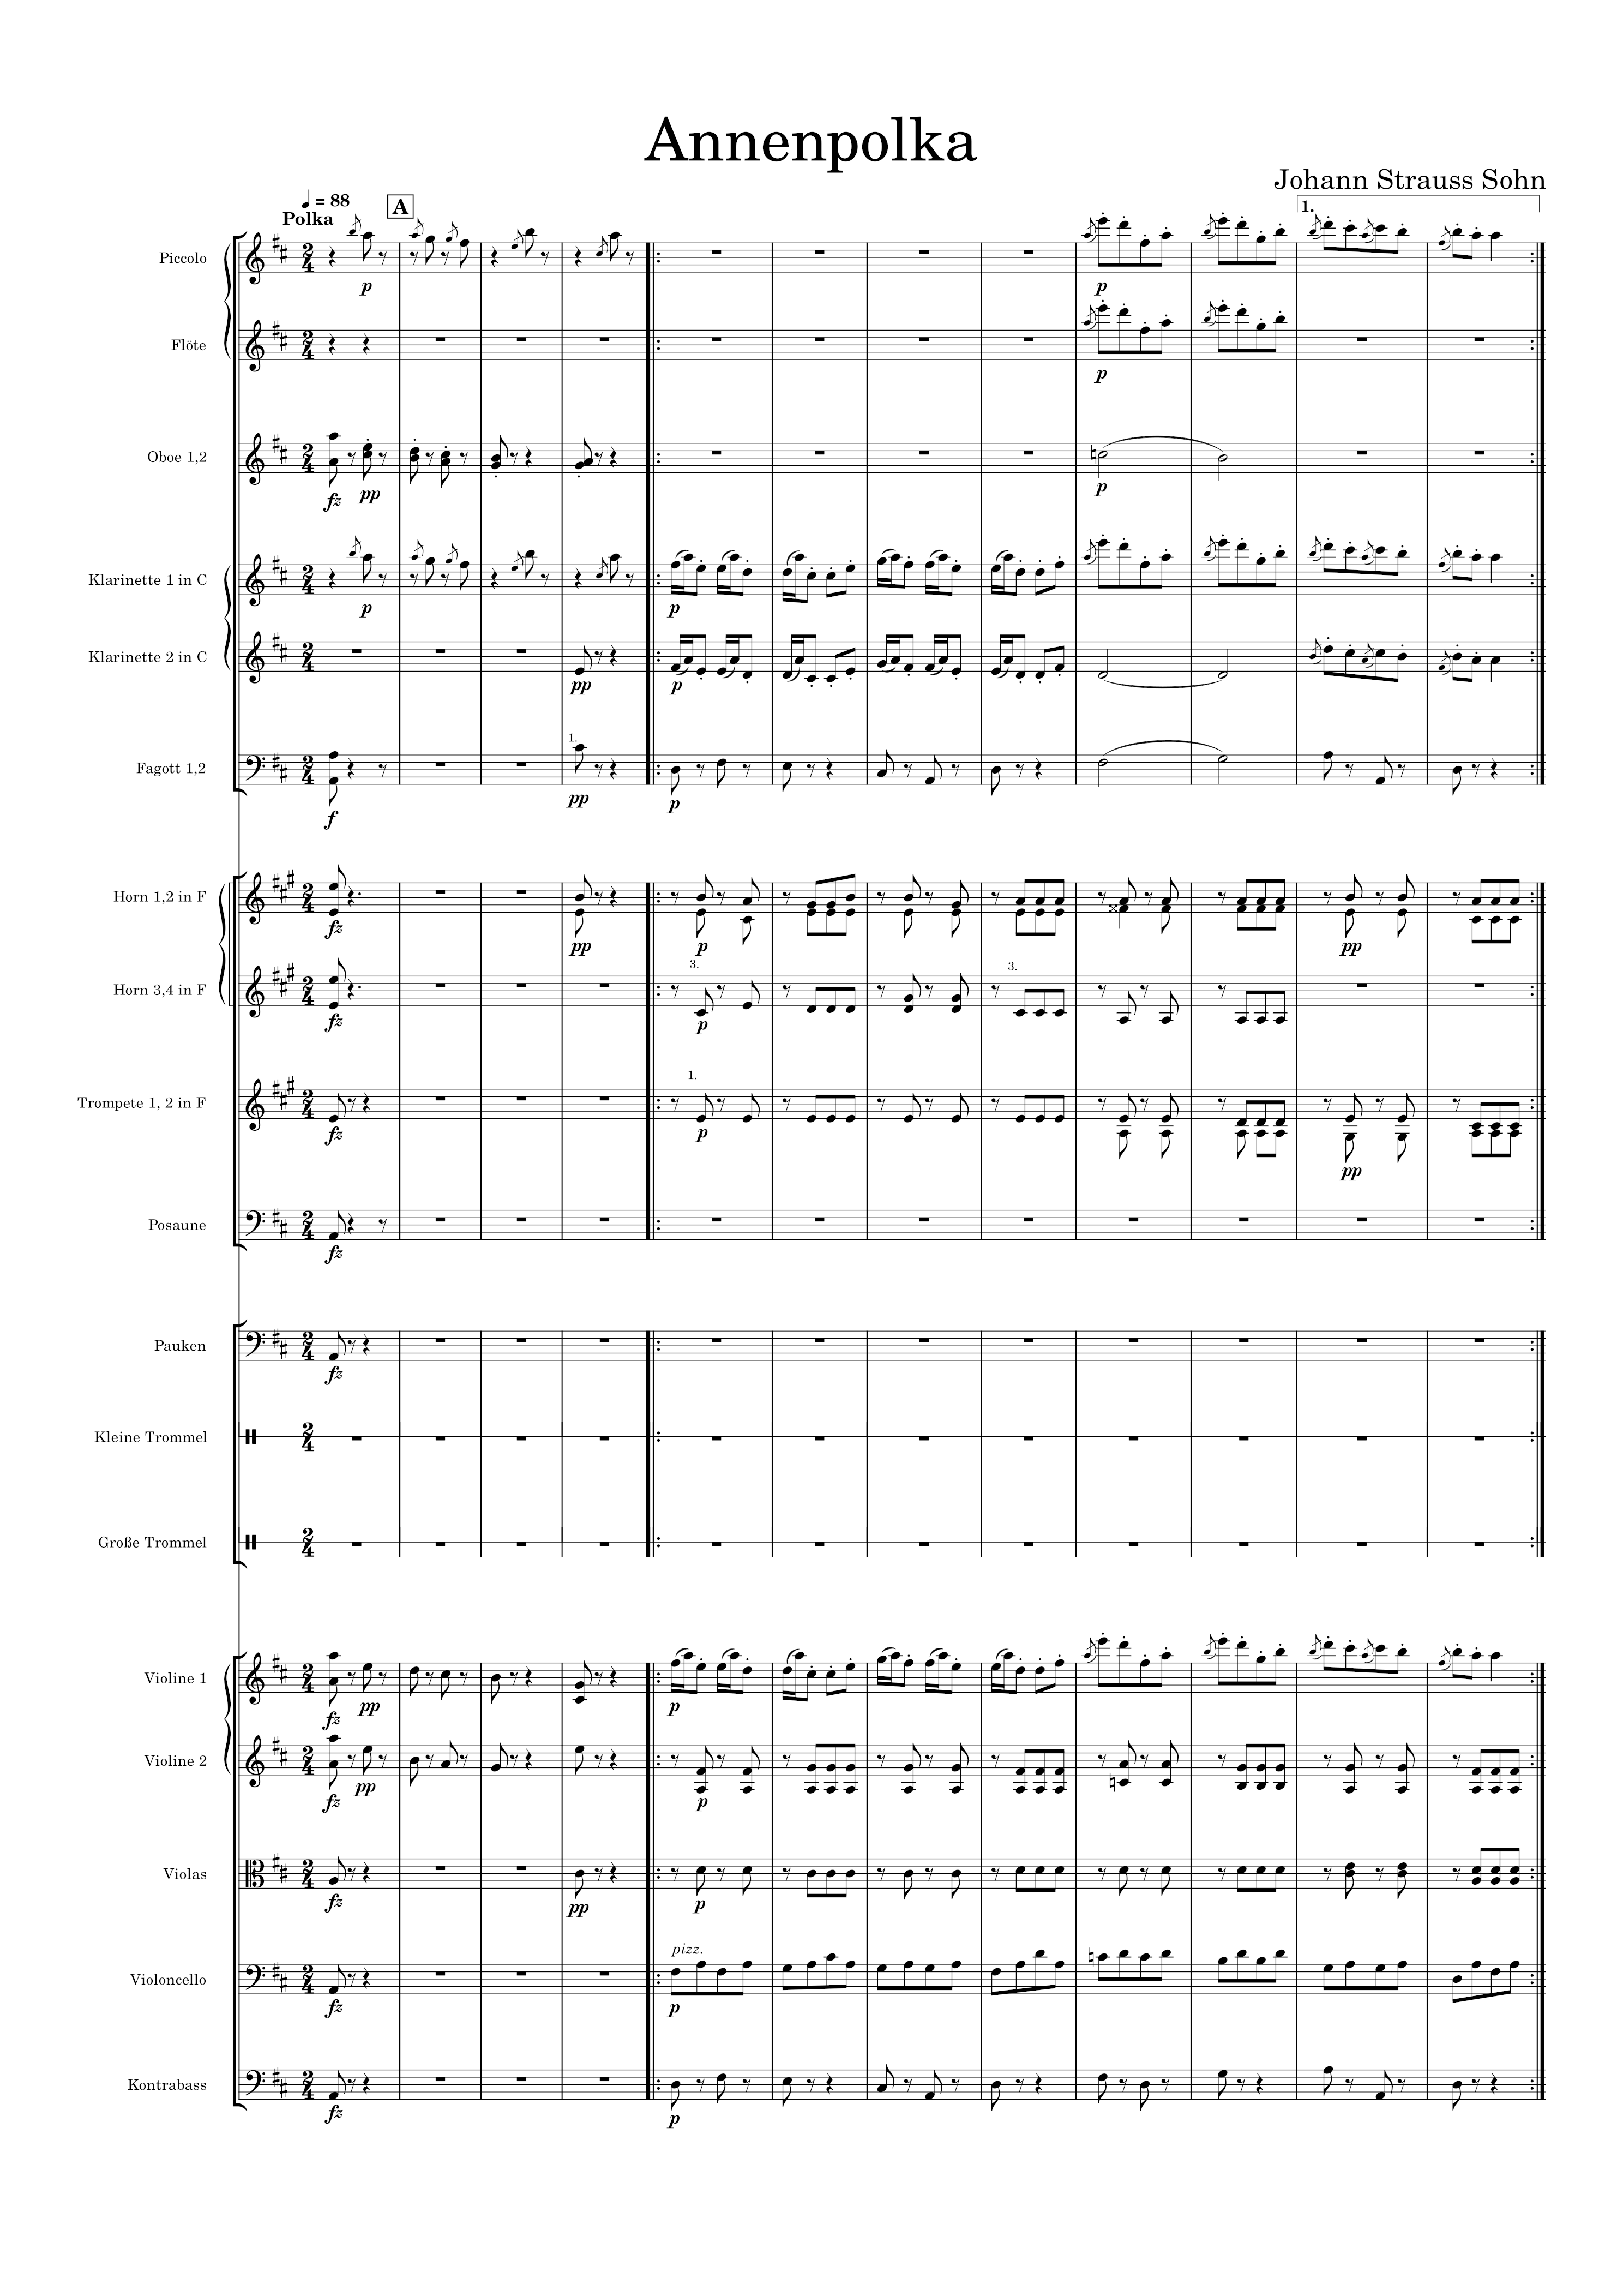 Annenpolka
Johann Strauss Sohn
♩ = 88
Polka
A
1.
Piccolo
p
p
Flöte
p
Oboe 1,2
fz
pp
p
Klarinette 1 in C
p
p
Klarinette 2 in C
pp
p
1.
Fagott 1,2
f
pp
p
Horn 1,2 in F
fz
pp
p
pp
3.
3.
Horn 3,4 in F
fz
p
1.
Trompete 1, 2 in F
fz
p
pp
Posaune
fz
Pauken
fz
Kleine Trommel
Große Trommel
Violine 1
fz
pp
p
Violine 2
fz
pp
p
Violas
fz
pp
p
pizz.
Violoncello
fz
p
Kontrabass
fz
p